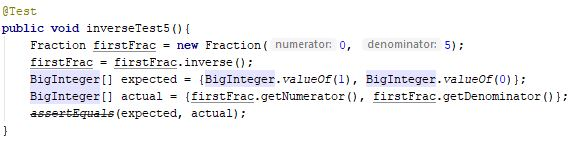 @Test
public void inverseTest5(){
Fraction firstFrac = new Fraction( numerator: 0, denominator: 5);
firstFrac = firstFrac.inverse();
BigInteger[] expected = {BigInteger.valueOf(1), BigInteger.valueOf(0)};
BigInteger[] actual = {firstFrac.getNumerator(), firstFrac.getDenominator()};
assertEquals(expected, actual);
}